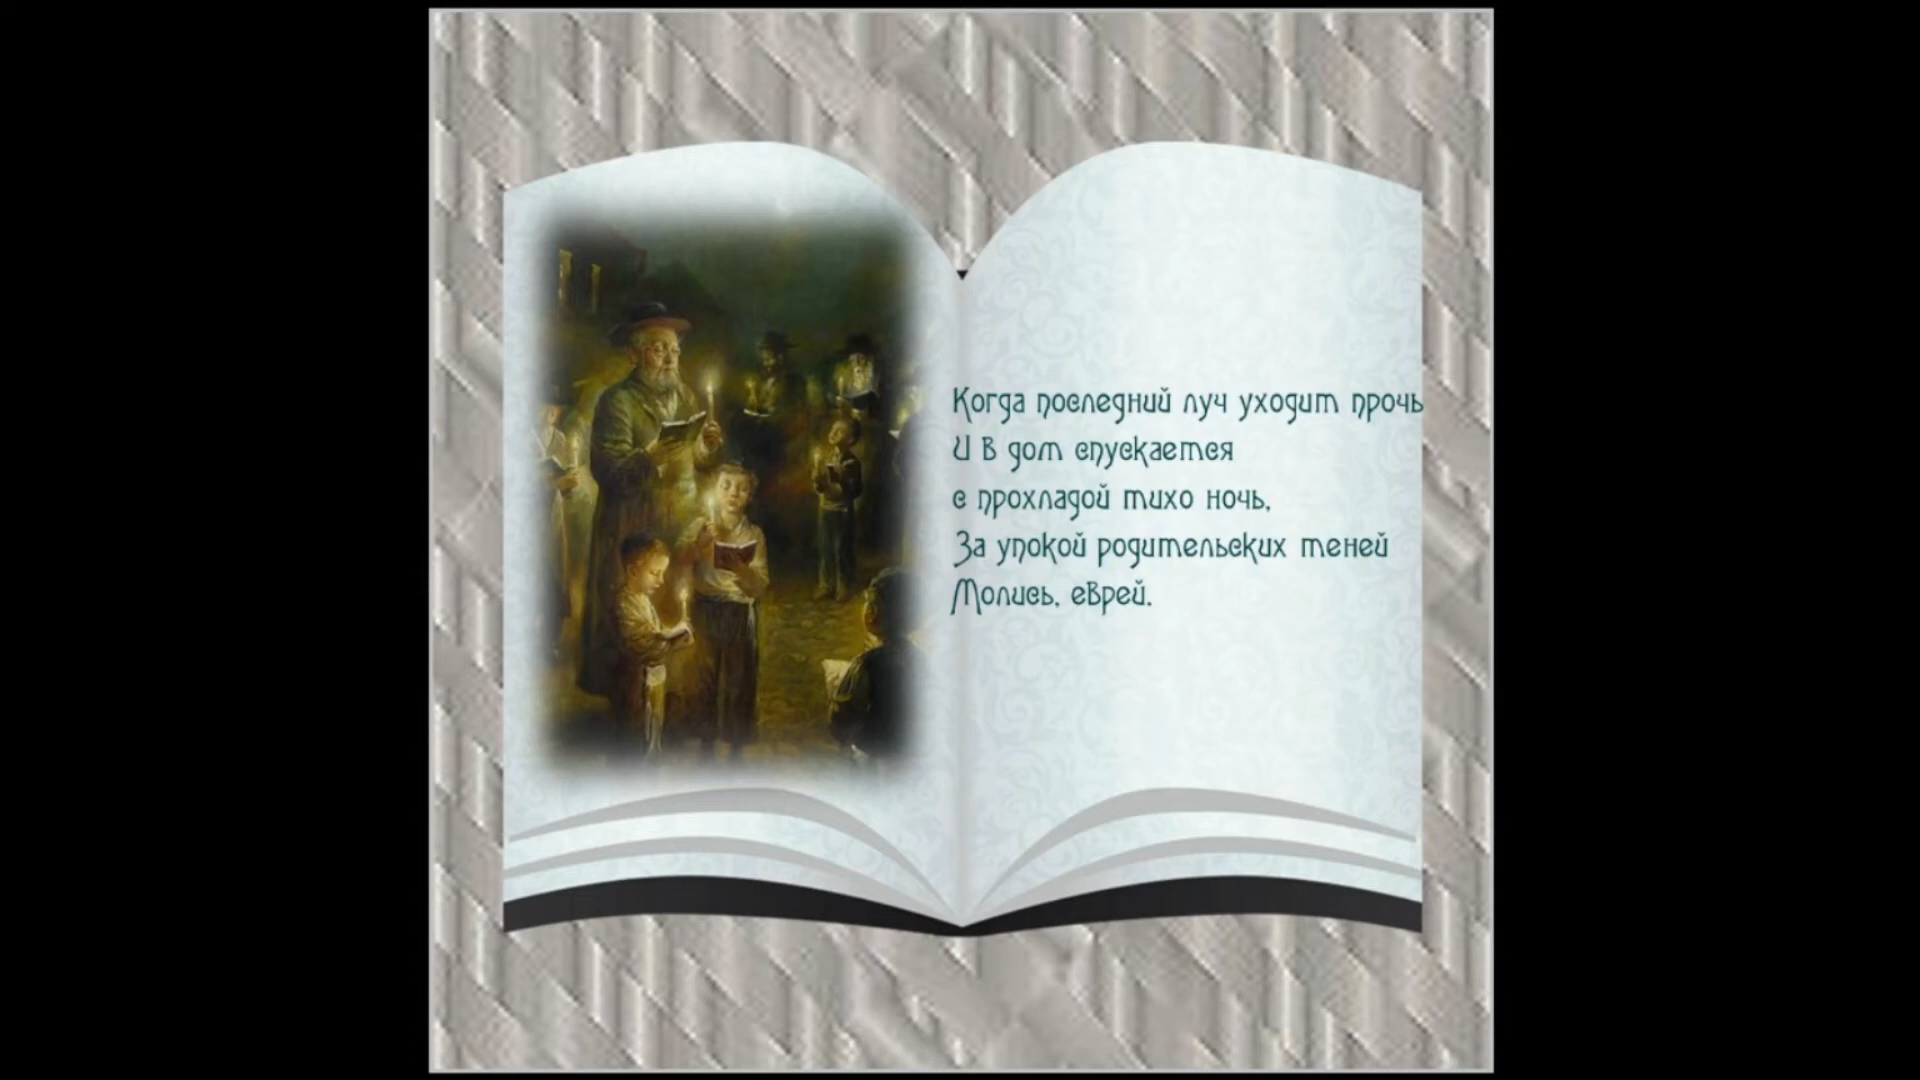 Когда последний луч уходит прочь
И в дом спускается
с прохладой тихо ночь,
За упокой родительских теней
Молись, еврей.